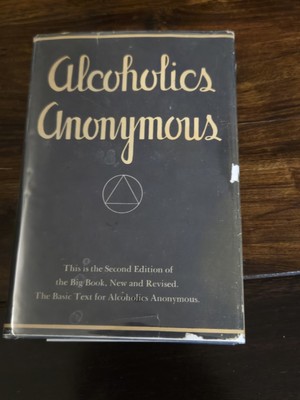 Alcoholics
Anonymous
This is the Second Edition of
the Big Book, New and Revised.
The Basic Text for Alcoholics Anonymous.